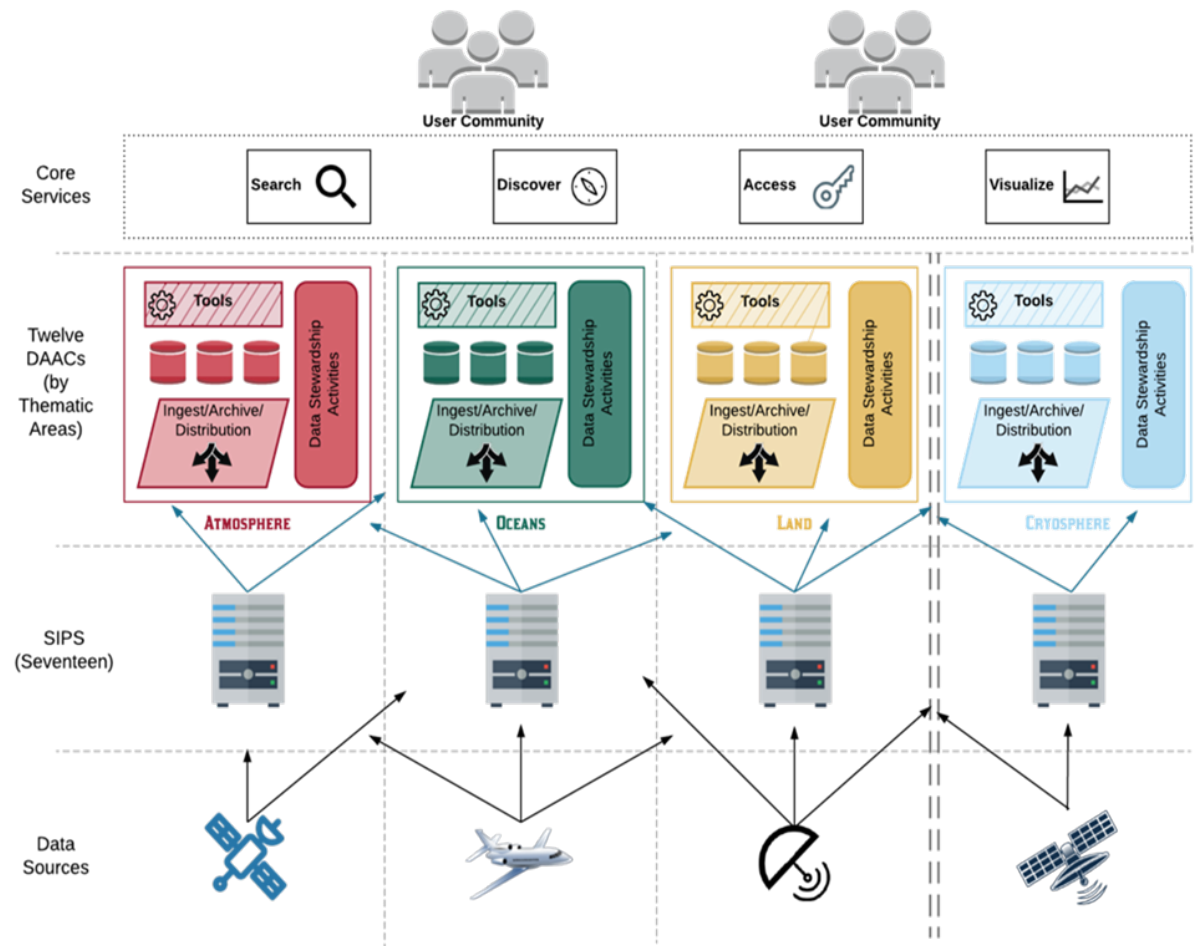 User Community
User Community
Core
Services
Search
Discover
Access
Visualize
Twelve
DAACs
(by
Thematic
Areas)
Tools
Ingest/Archive/
Distribution
Data Stewardship
Activities
ATMOSPHERE
Tools
Ingest/Archive/
Distribution
Data Stewardship
Activities
OCEANS
Tools
Ingest/Archive/
Distribution
Data Stewardship
Activities
LAND
Tools
Ingest/Archive/
Distribution
Data Stewardship
Activities
CRYOSPHERE
SIPS
(Seventeen)
Data
Sources